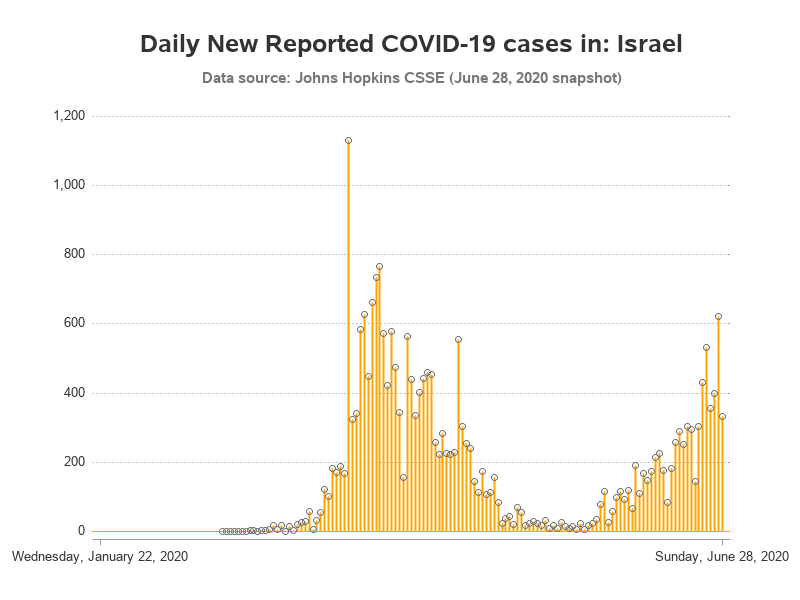 Daily New Reported COVID-19 cases in: Israel
Data source: Johns Hopkins CSSE (June 28, 2020 snapshot)
1,200
1,000
800
600
400
200
0
Wednesday, January 22, 2020 Sunday, June 28, 2020